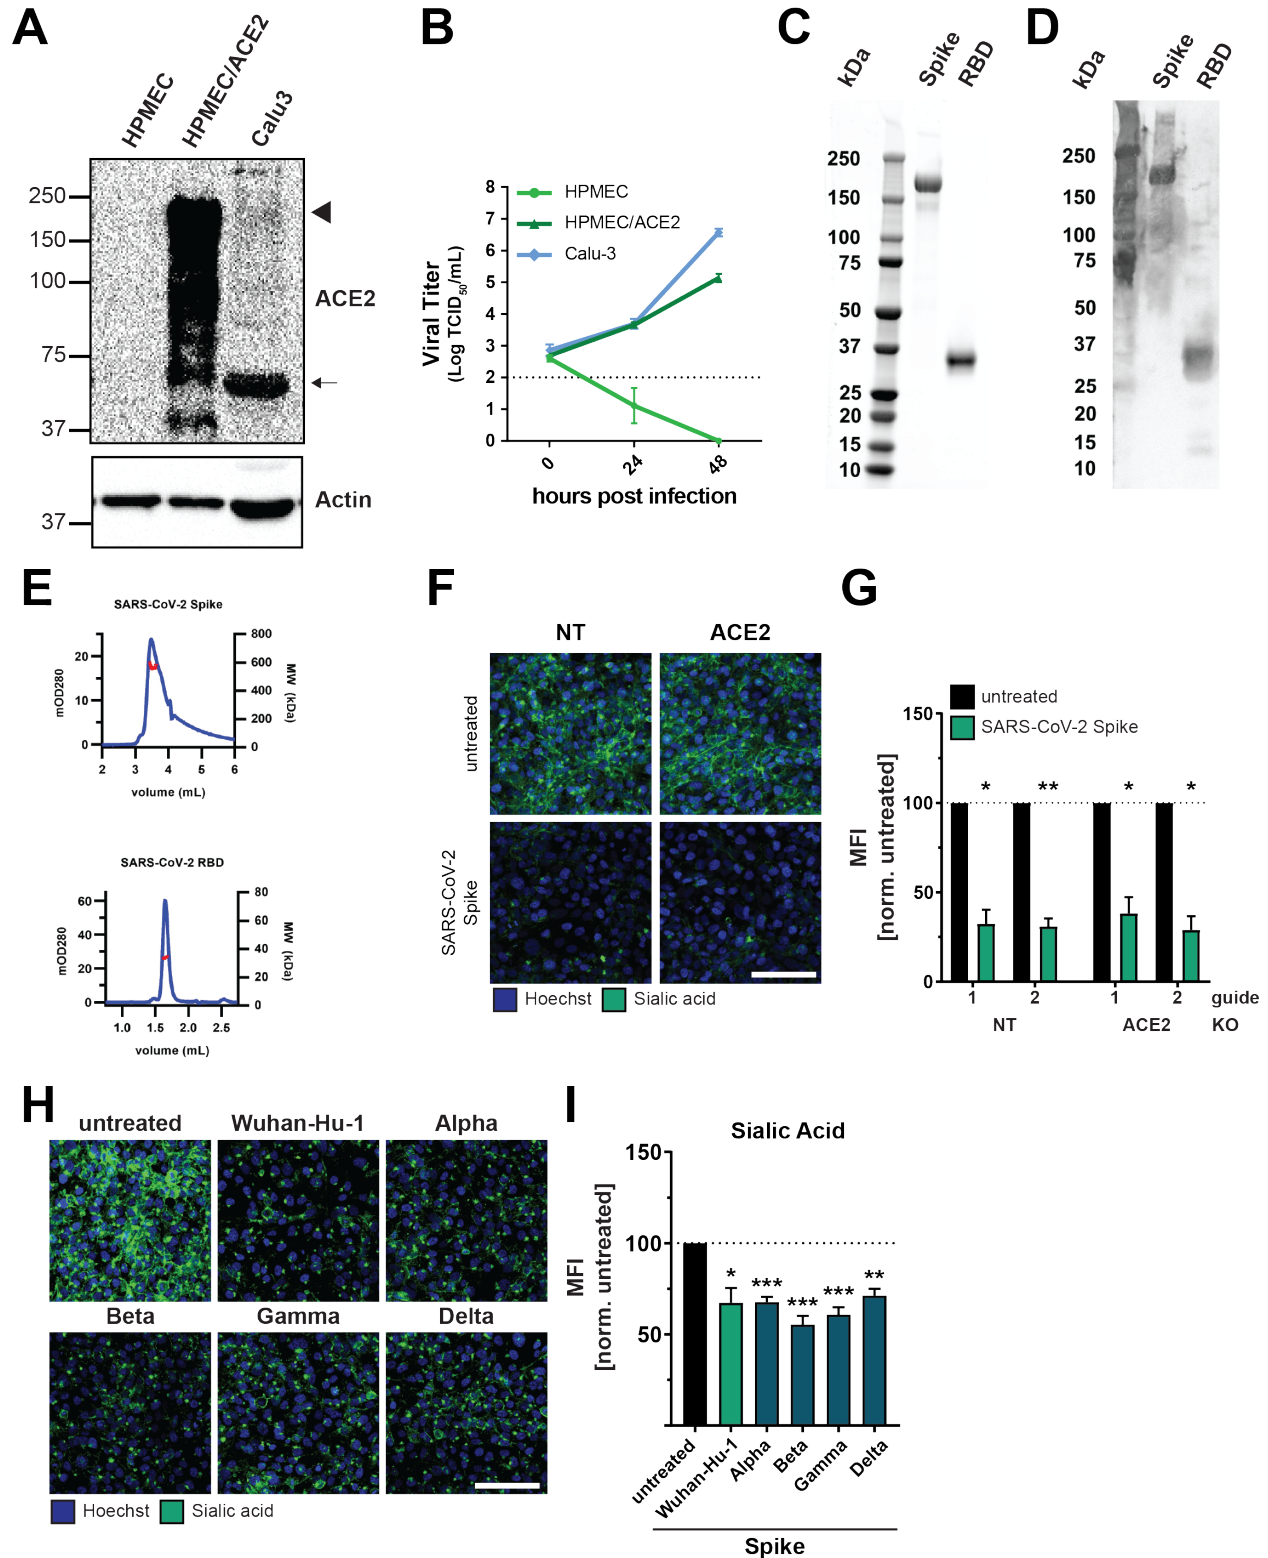 A
HPMEC
HPMEC/ACE2
Calu3
250
150
100
75
37
ACE2
Actin
37
B
HPMEC
HPMEC/ACE2
Calu-3
Viral Titer
(Log TCID50/mL)
8
7
6
5
4
3
2
1
0
0
24
48
hours post infection
C
kDa
Spike
RBD
250
150
100
75
50
37
25
20
15
10
D
kDa
Spike
RBD
250
150
100
75
50
37
25
20
15
10
E
SARS-CoV-2 Spike
mOD280
20
10
0
800
600
400
200
0
MW (kDa)
2 3 4 5 6
volume (mL)
SARS-CoV-2 RBD
mOD280
60
40
20
0
80
60
40
20
0
MW (kDa)
1.0 1.5 2.0 2.5
volume (mL)
F
NT
ACE2
untreated
SARS-CoV-2
Spike
Hoechst
Sialic acid
G
untreated
SARS-CoV-2 Spike
MFI
[norm. untreated]
150
100
50
0
* ** * *
1 2 1 2 guide
NT ACE2 KO
H
untreated
Wuhan-Hu-1
Alpha
Beta
Gamma
Delta
Hoechst
Sialic acid
I
Sialic Acid
MFI
[norm. untreated]
150
100
50
* *** *** *** **
untreated
Wuhan-Hu-1
Alpha
Beta
Gamma
Delta
Spike